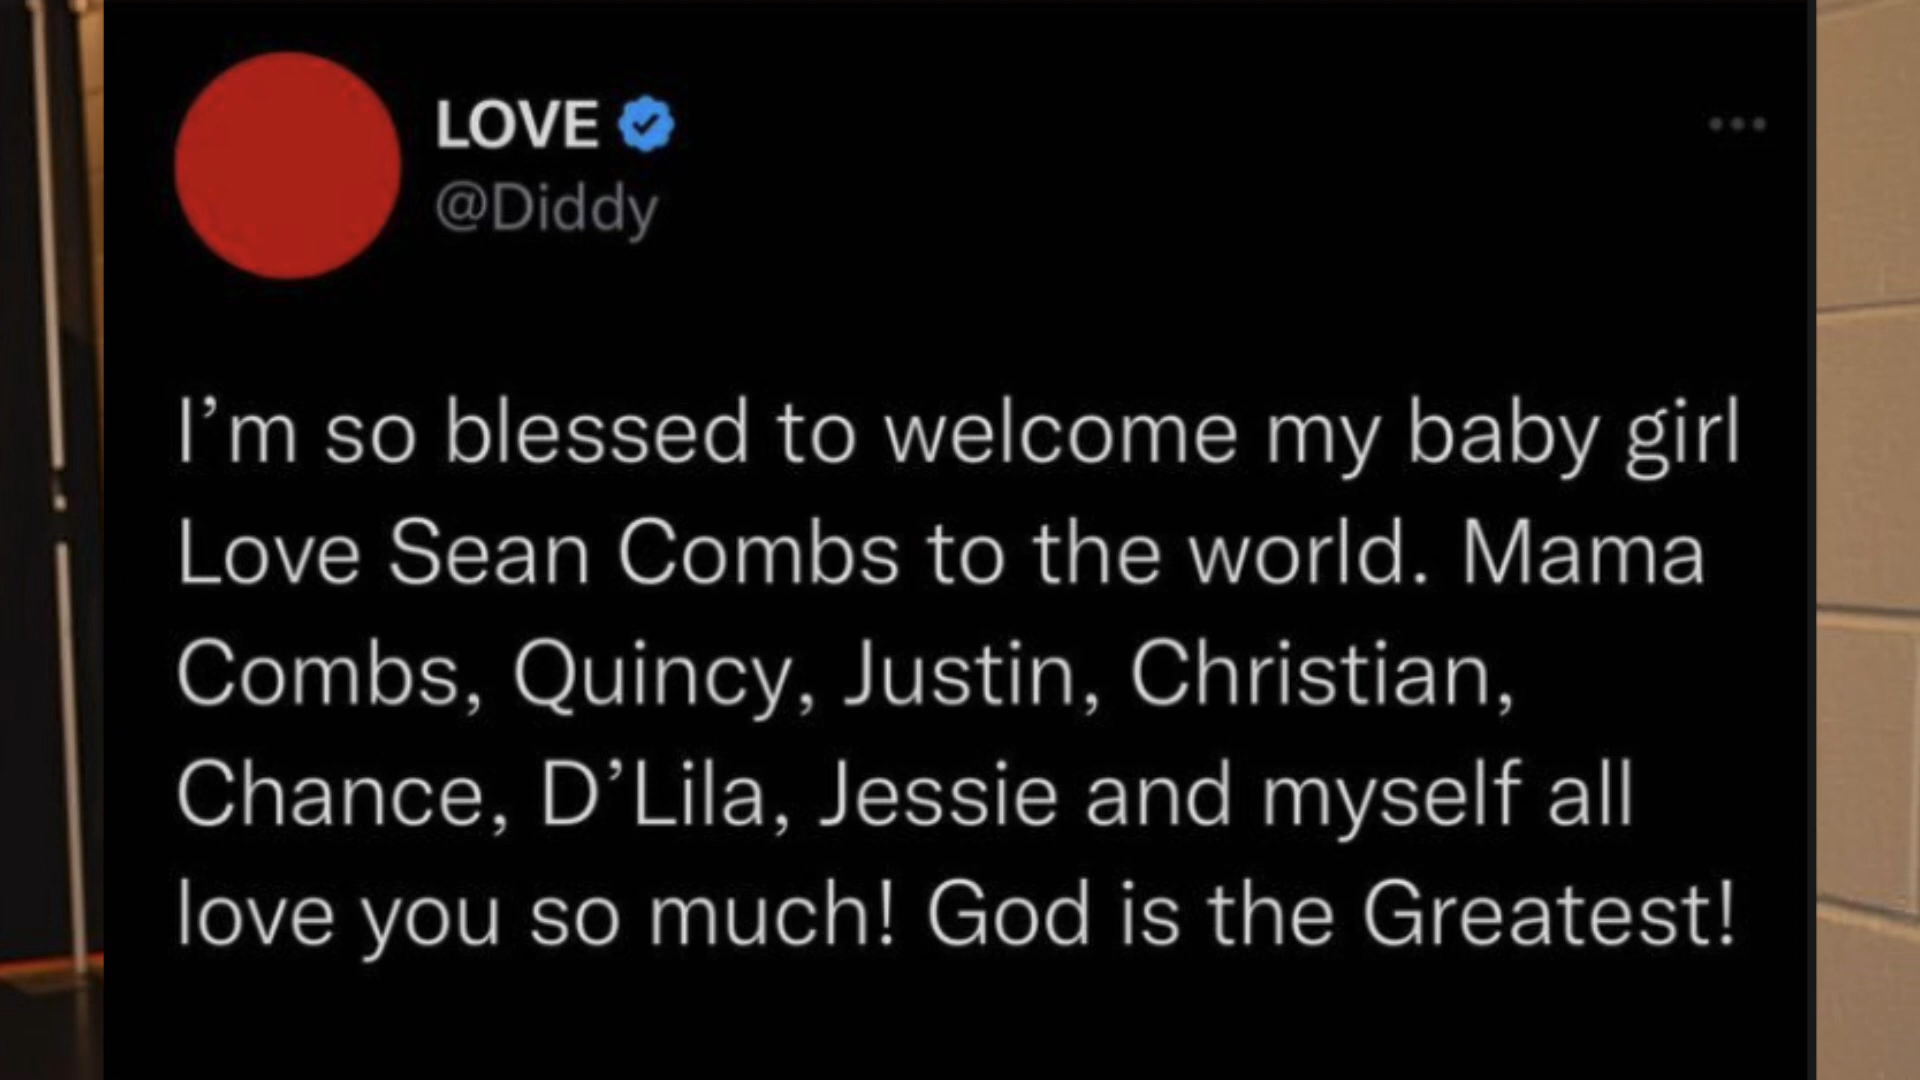 LOVE
@Diddy
I’m so blessed to welcome my baby girl
Love Sean Combs to the world. Mama
Combs, Quincy, Justin, Christian,
Chance, D’Lila, Jessie and myself all
love you so much! God is the Greatest!